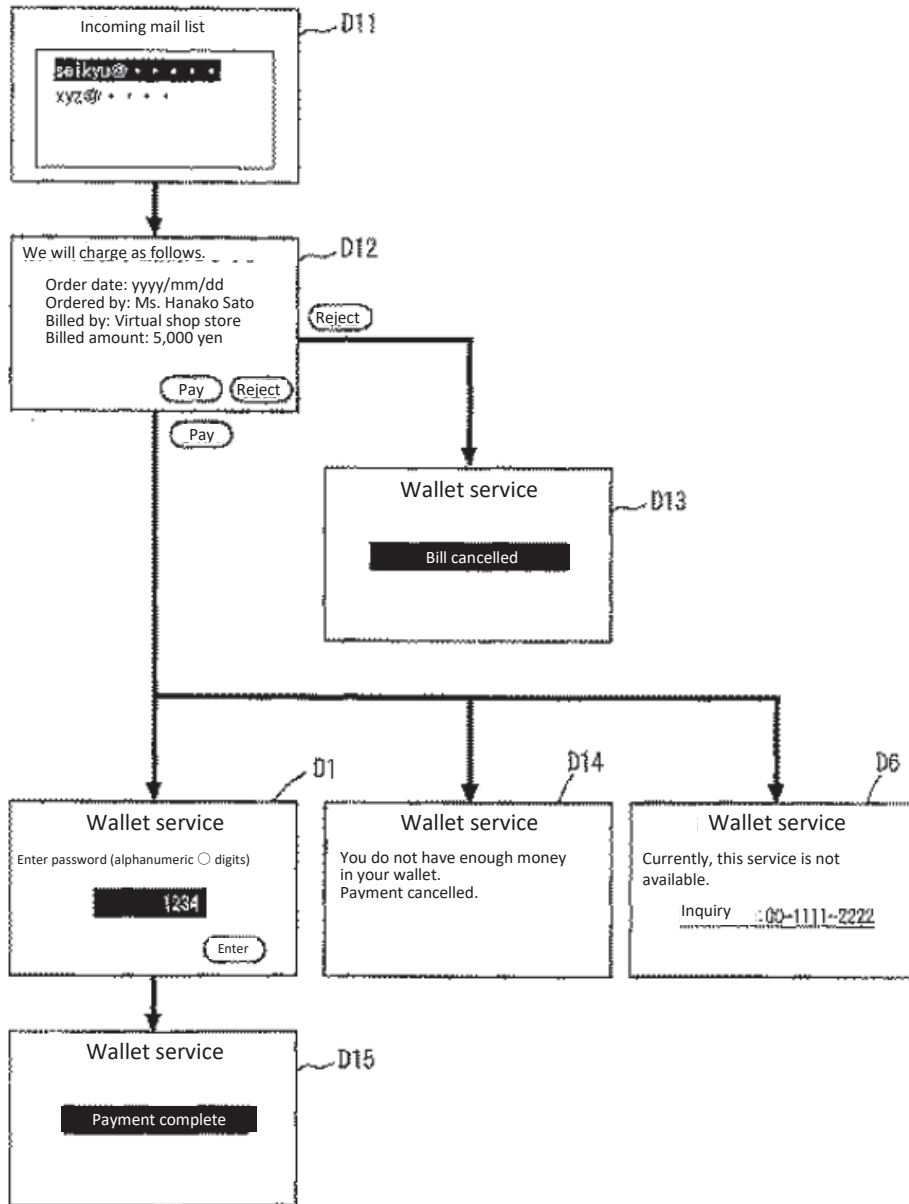 Incoming mail list
D11
seikyu@・・・・・
xyz@・・・・
We will charge as follows.
D12
Order date: yyyy/mm/dd
Ordered by: Ms. Hanako Sato
Billed by: Virtual shop store
Billed amount: 5,000 yen
Pay
Reject
Reject
Pay
Wallet service
D13
Bill cancelled
D1
Wallet service
Enter password (alphanumeric ○ digits)
1234
Enter
D14
Wallet service
You do not have enough money
in your wallet.
Payment cancelled.
D6
Wallet service
Currently, this service is not
available.
Inquiry
00-1111-2222
Wallet service
D15
Payment complete